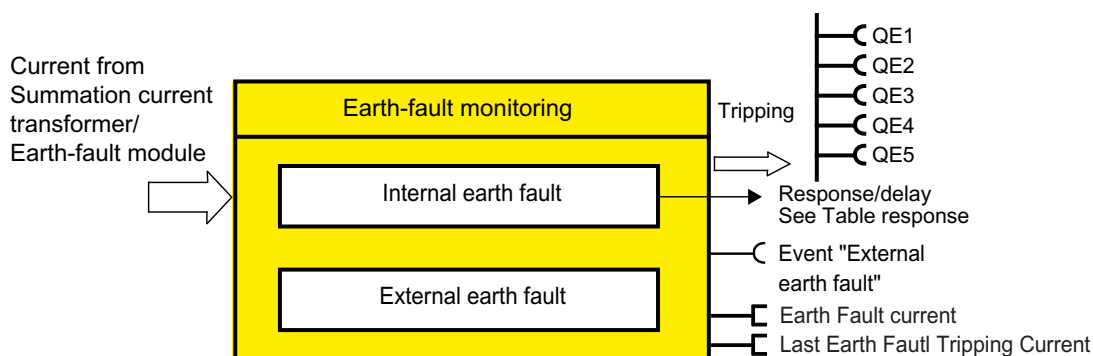 Current from
Summation current
transformer/
Earth-fault module
Earth-fault monitoring
Internal earth fault
External earth fault
Tripping
QE1
QE2
QE3
QE4
QE5
Response/delay
See Table response
Event "External
earth fault"
Earth Fault current
Last Earth Fautl Tripping Current